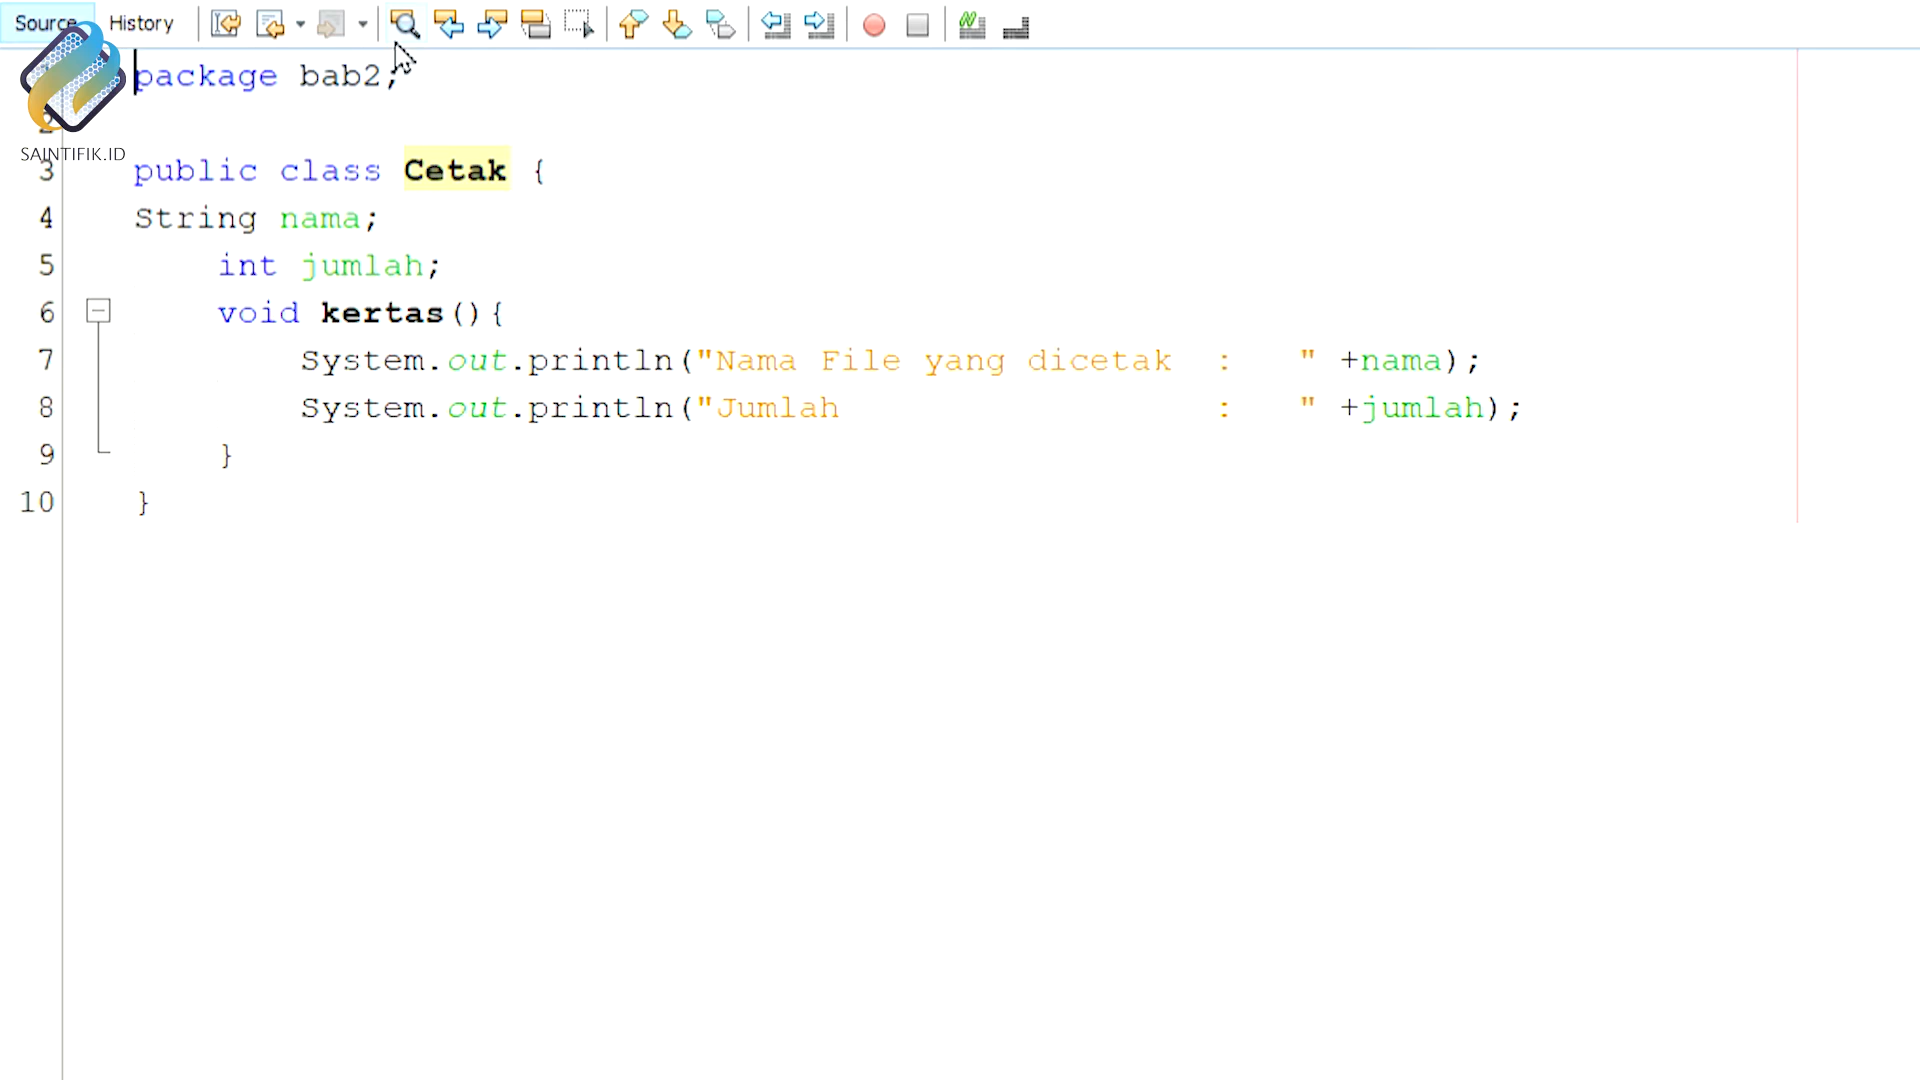 Source History
SAINTIFIK.ID
package bab2;
2
3 public class Cetak {
4 String nama;
5 int jumlah;
6 void kertas(){
7 System.out.println("Nama File yang dicetak  :    " +nama);
8 System.out.println("Jumlah                  :    " +jumlah);
9 }
10 }